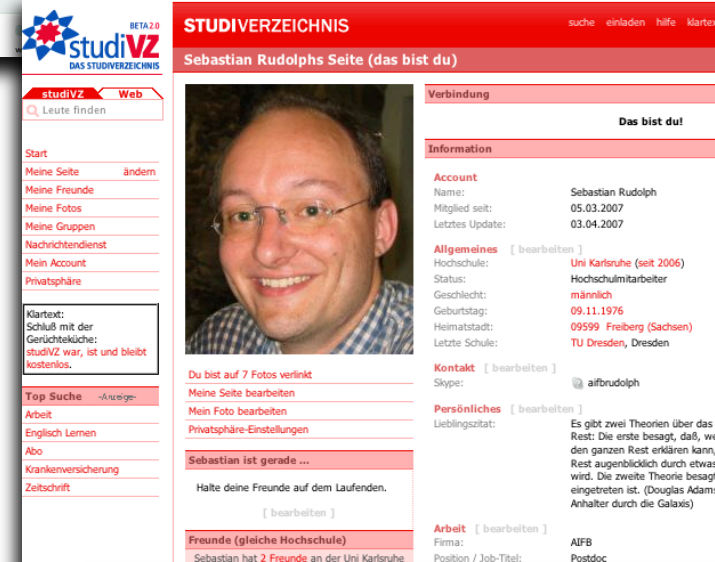 BETA2.0
studiVZ
DAS STUDIVERZEICHNIS
STUDIVERZEICHNIS
suche einladen hilfe klartex
Sebastian Rudolphs Seite (das bist du)
studiVZ Web
Leute finden
Start
Meine Seite ändern
Meine Freunde
Meine Fotos
Meine Gruppen
Nachrichtendienst
Mein Account
Privatsphäre
Klartext:
Schluß mit der
Gerüchteküche:
studiVZ war, ist und bleibt
kostenlos.
Top Suche -Anzeige-
Arbeit
Englisch Lernen
Abo
Krankenversicherung
Zeitschrift
Du bist auf 7 Fotos verlinkt
Meine Seite bearbeiten
Mein Foto bearbeiten
Privatsphäre-Einstellungen
Sebastian ist gerade ...
Halte deine Freunde auf dem Laufenden.
[ bearbeiten ]
Freunde (gleiche Hochschule)
Sebastian hat 2 Freunde an der Uni Karlsruhe
Verbindung
Das bist du!
Information
Account
Name: Sebastian Rudolph
Mitglied seit: 05.03.2007
Letztes Update: 03.04.2007
Allgemeines [ bearbeiten ]
Hochschule: Uni Karlsruhe (seit 2006)
Status: Hochschulmitarbeiter
Geschlecht: männlich
Geburtstag: 09.11.1976
Heimatstadt: 09599 Freiberg (Sachsen)
Letzte Schule: TU Dresden, Dresden
Kontakt [ bearbeiten ]
Skype: aifbrudolph
Persönliches [ bearbeiten ]
Lieblingszitat: Es gibt zwei Theorien über das
Rest: Die erste besagt, daß, we
den ganzen Rest erklären kann,
Rest augenblicklich durch etwas
wird. Die zweite Theorie besagt
eingetreten ist. (Douglas Adams
Anhalter durch die Galaxis)
Arbeit [ bearbeiten ]
Firma: AIFB
Position / Job-Titel: Postdoc